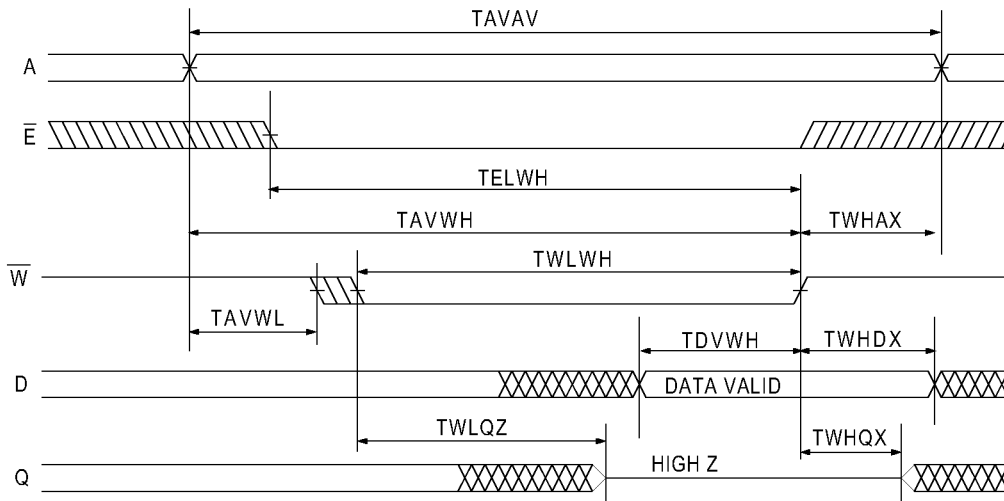 TAVAV
A
E̅
TELWH
TAVWH TWHAX
W̅ TWLWH
TAVWL
TDVWH TWHDX
D DATA VALID
TWLQZ TWHQX
Q HIGH Z